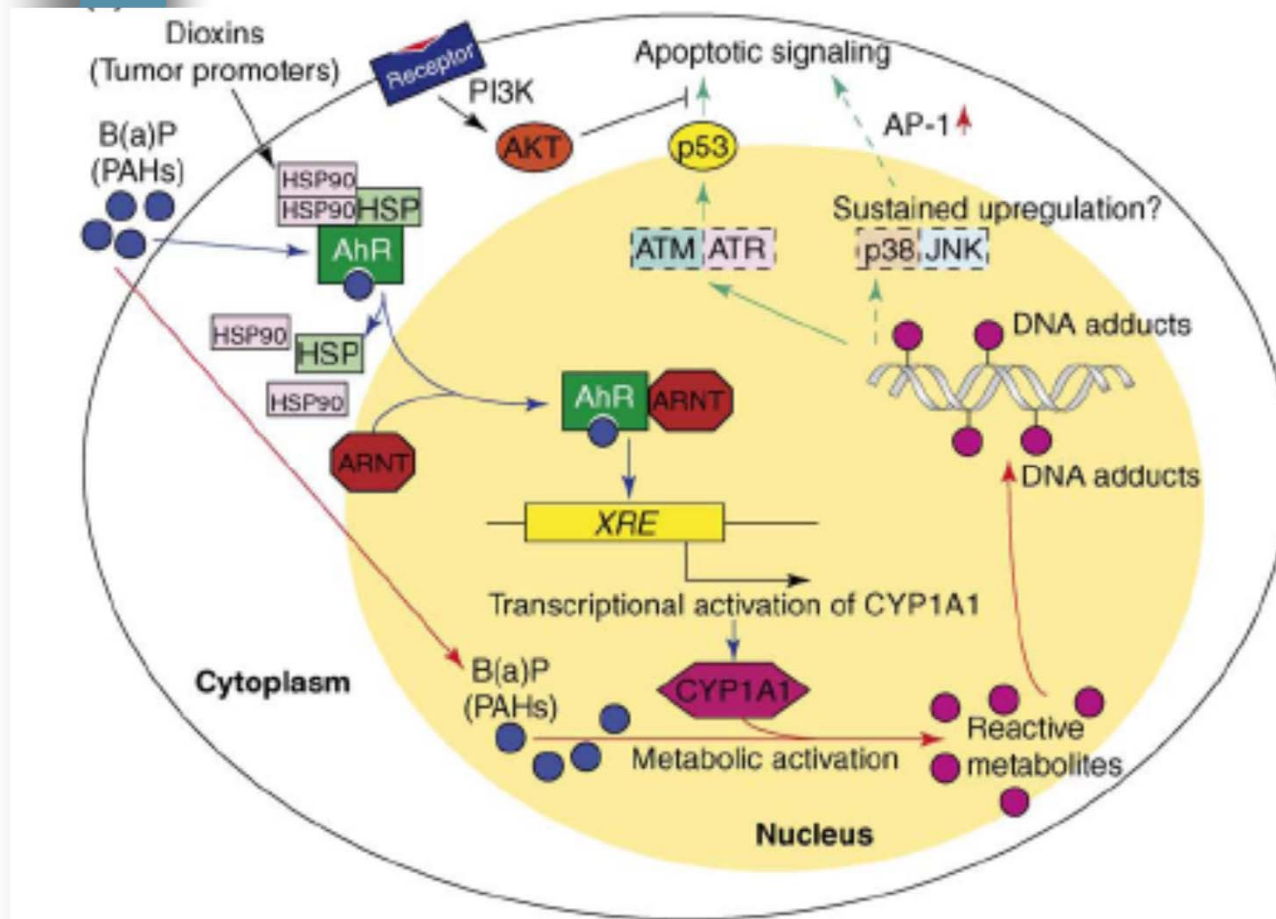 Dioxins
(Tumor promoters)
Receptor
PI3K
Apoptotic signaling
B(a)P
(PAHs)
AKT
p53
AP-1
HSP90
HSP90 HSP
AhR
Sustained upregulation?
ATM ATR
p38 JNK
HSP90
HSP
HSP90
DNA adducts
AhR ARNT
ARNT
DNA adducts
XRE
Transcriptional activation of CYP1A1
Cytoplasm
B(a)P
(PAHs)
CYP1A1
Metabolic activation
Reactive
metabolites
Nucleus